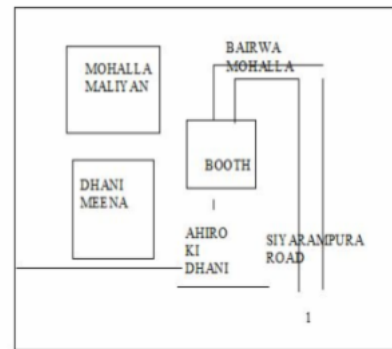 BAIRWA
MOHALLA
MOHALLA
MALIYAN
BOOTH
DHANI
MEENA
AHIRO
KI
DHANI
SIYARAMPURA
ROAD
1